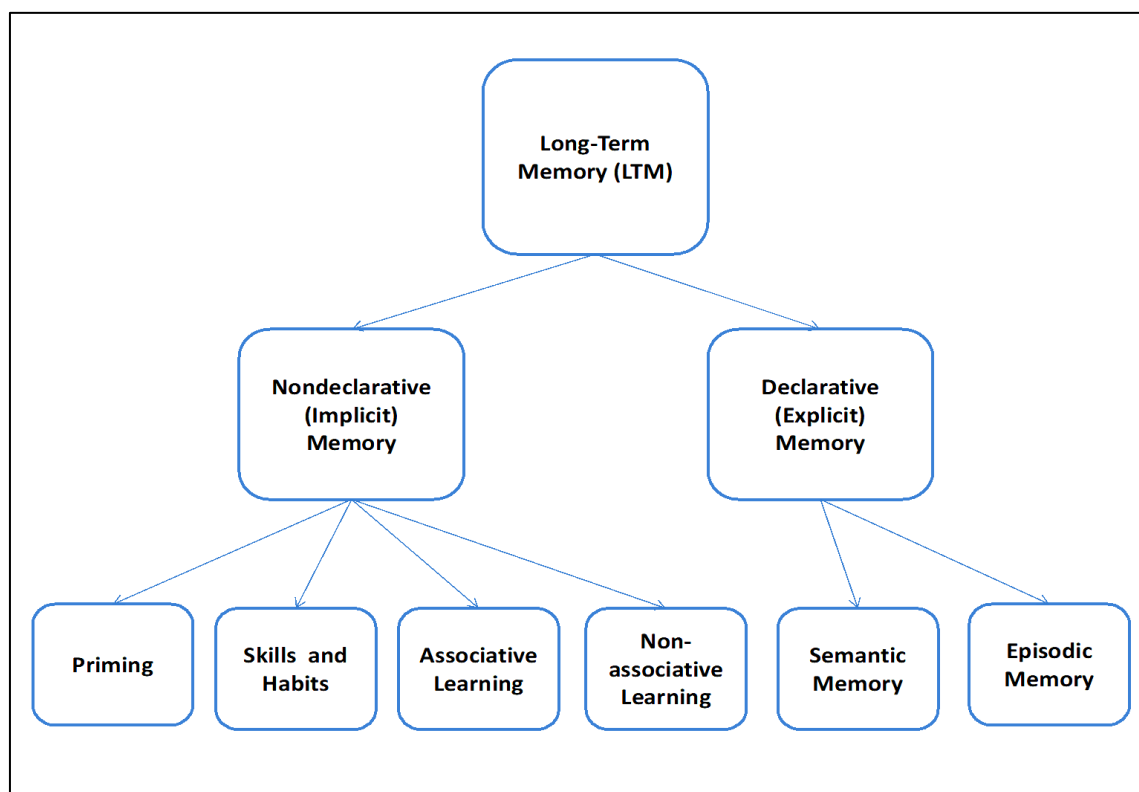 Long-Term
Memory (LTM)
Nondeclarative
(Implicit)
Memory
Declarative
(Explicit)
Memory
Priming
Skills and
Habits
Associative
Learning
Non-
associative
Learning
Semantic
Memory
Episodic
Memory